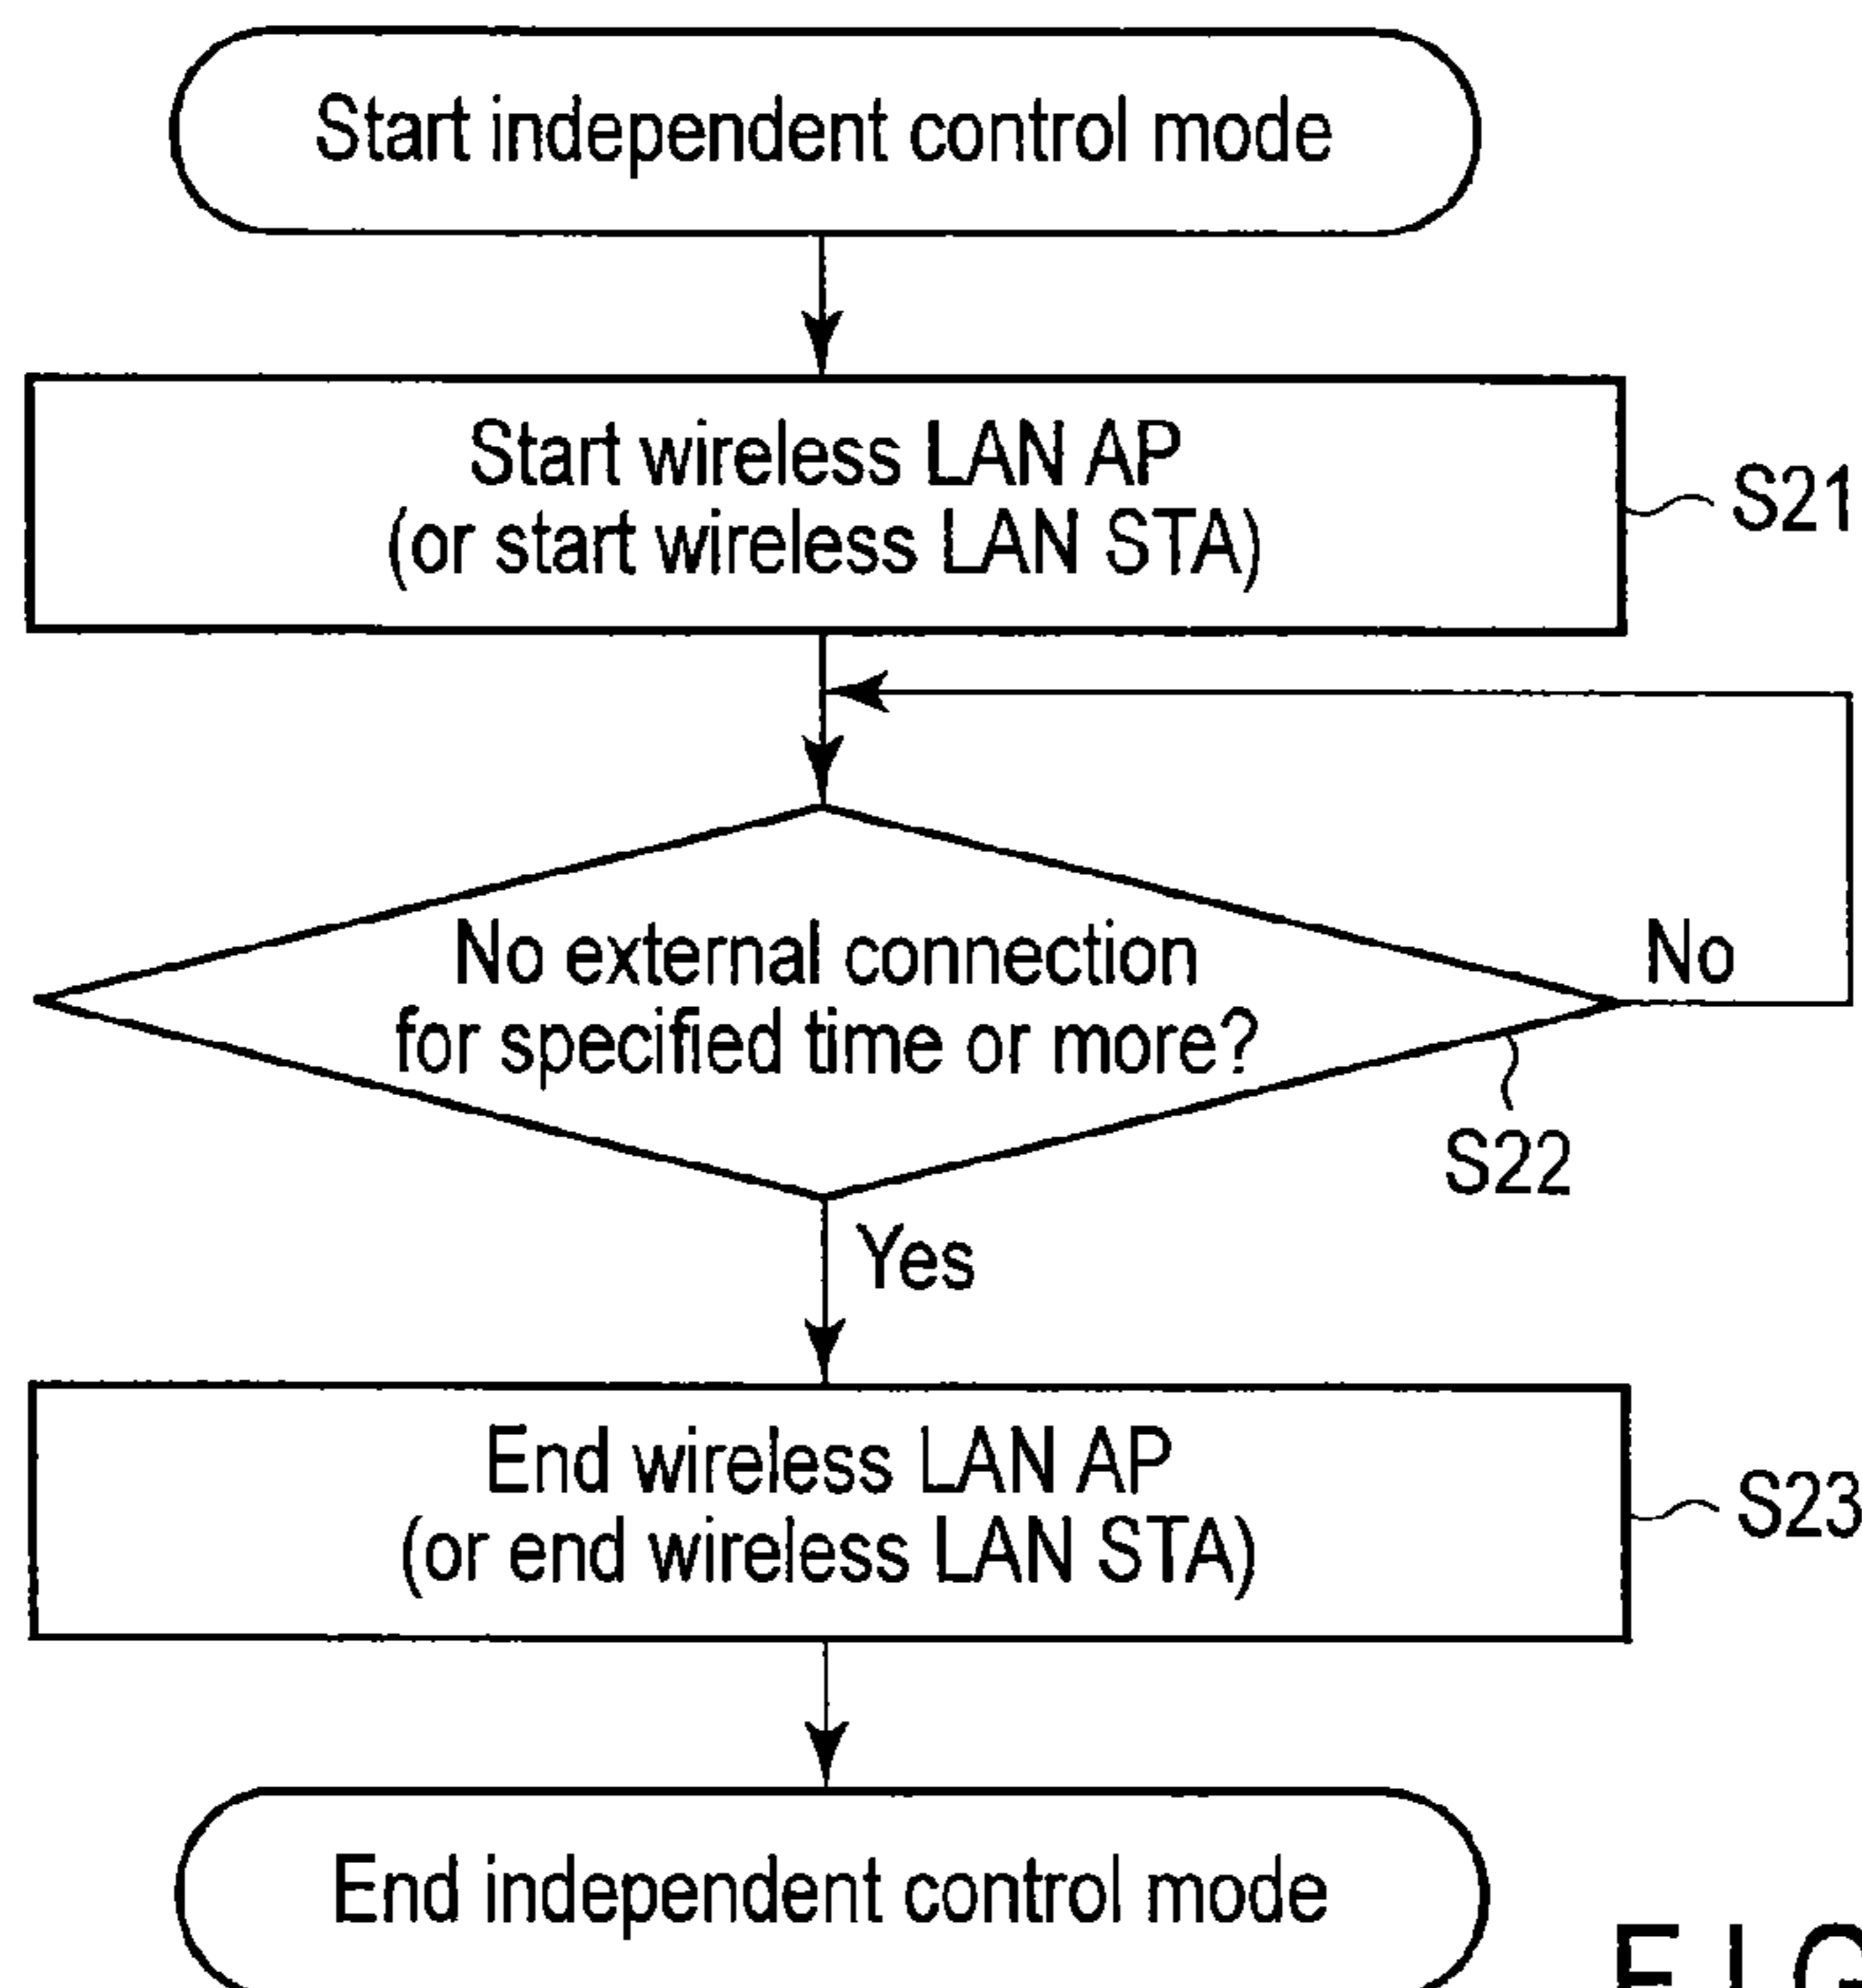 Start independent control mode
Start wireless LAN AP
(or start wireless LAN STA)
S21
No external connection
for specified time or more?
No
S22
Yes
End wireless LAN AP
(or end wireless LAN STA)
S23
End independent control mode